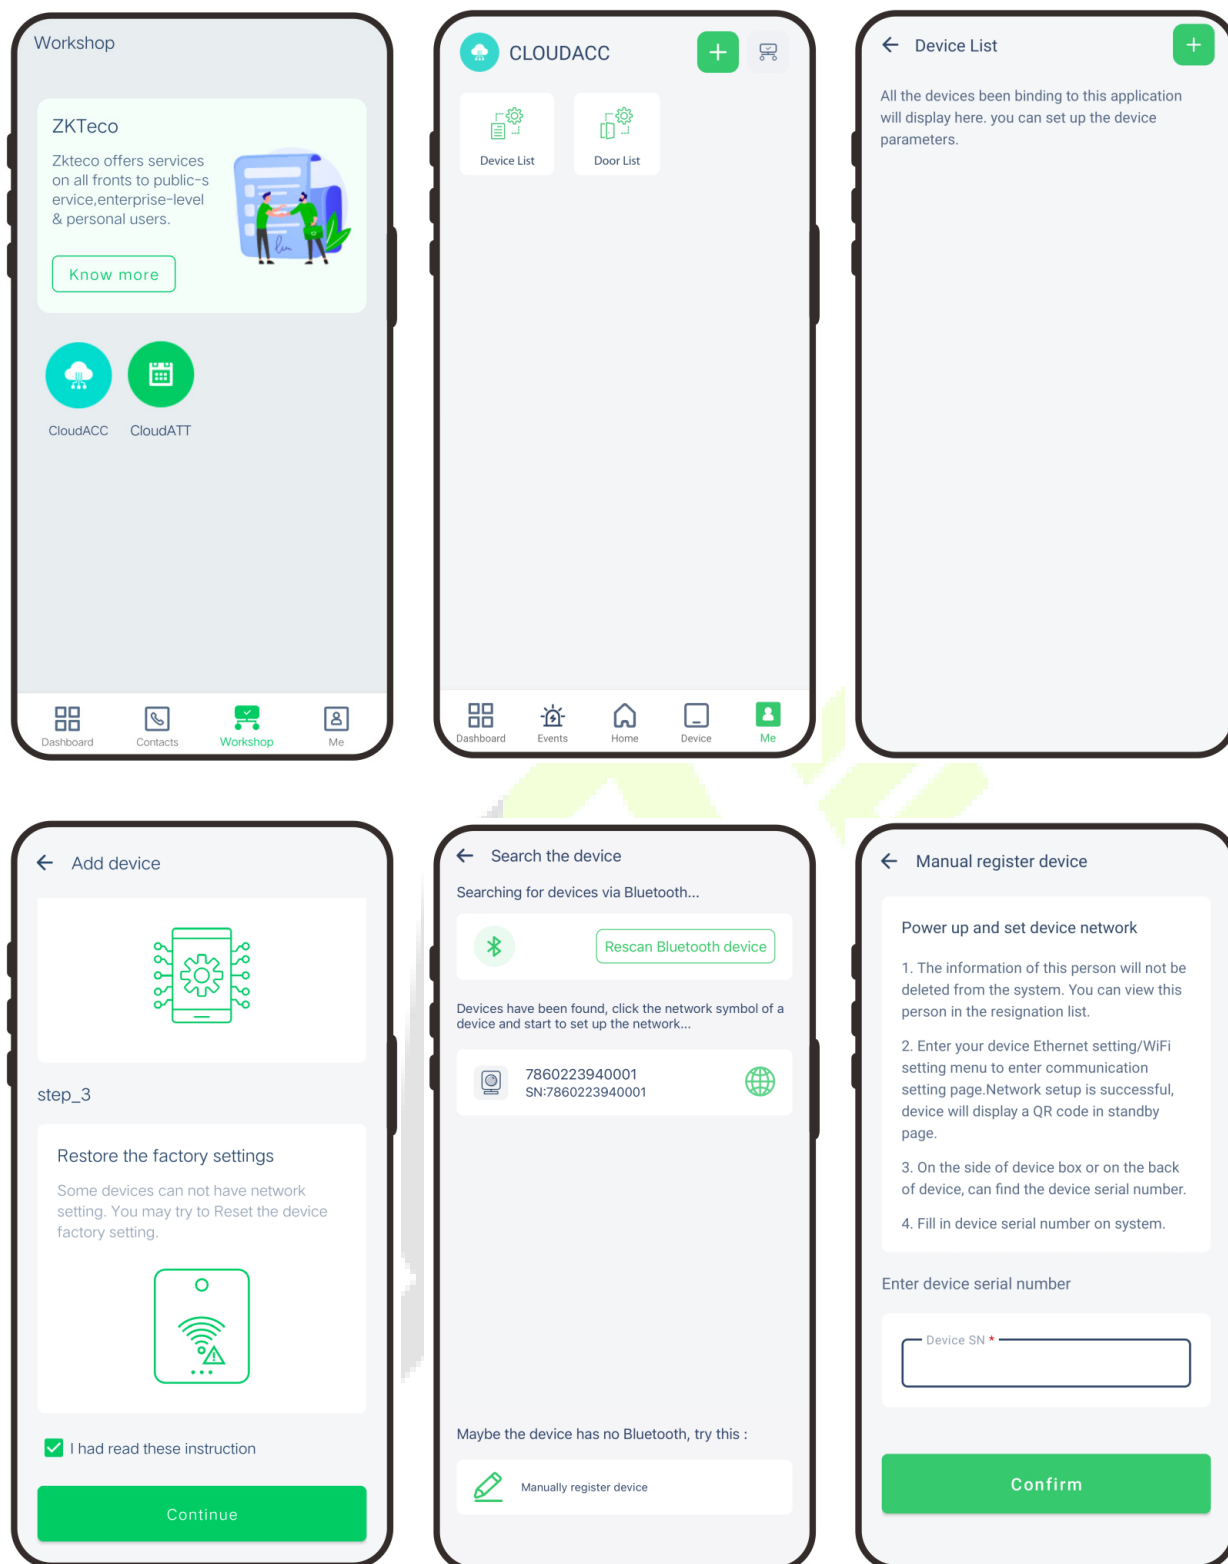 Workshop
ZKTeco
Zkteco offers services
on all fronts to public-s
ervice,enterprise-level
& personal users.
Know more
CloudACC
CloudATT
Dashboard
Contacts
Workshop
Me
CLOUDACC
Device List
Door List
Dashboard
Events
Home
Device
Me
Device List
All the devices been binding to this application
will display here. you can set up the device
parameters.
Add device
step_3
Restore the factory settings
Some devices can not have network
setting. You may try to Reset the device
factory setting.
I had read these instruction
Continue
Search the device
Searching for devices via Bluetooth...
Rescan Bluetooth device
Devices have been found, click the network symbol of a
device and start to set up the network...
7860223940001
SN:7860223940001
Maybe the device has no Bluetooth, try this :
Manually register device
Manual register device
Power up and set device network
1. The information of this person will not be
deleted from the system. You can view this
person in the resignation list.
2. Enter your device Ethernet setting/WiFi
setting menu to enter communication
setting page.Network setup is successful,
device will display a QR code in standby
page.
3. On the side of device box or on the back
of device, can find the device serial number.
4. Fill in device serial number on system.
Enter device serial number
Device SN *
Confirm